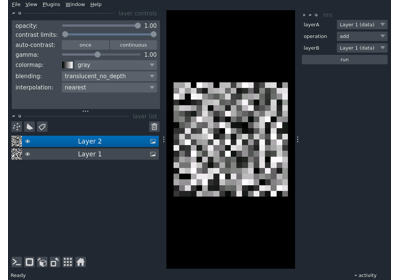 File View Plugins Window Help
layer controls
opacity: 1.00
contrast limits:
auto-contrast: once continuous
gamma: 1.00
colormap: gray
blending: translucent_no_depth
interpolation: nearest
layer list
Layer 2
Layer 1
layerA Layer 1 (data)
operation add
layerB Layer 1 (data)
run
Ready
activity